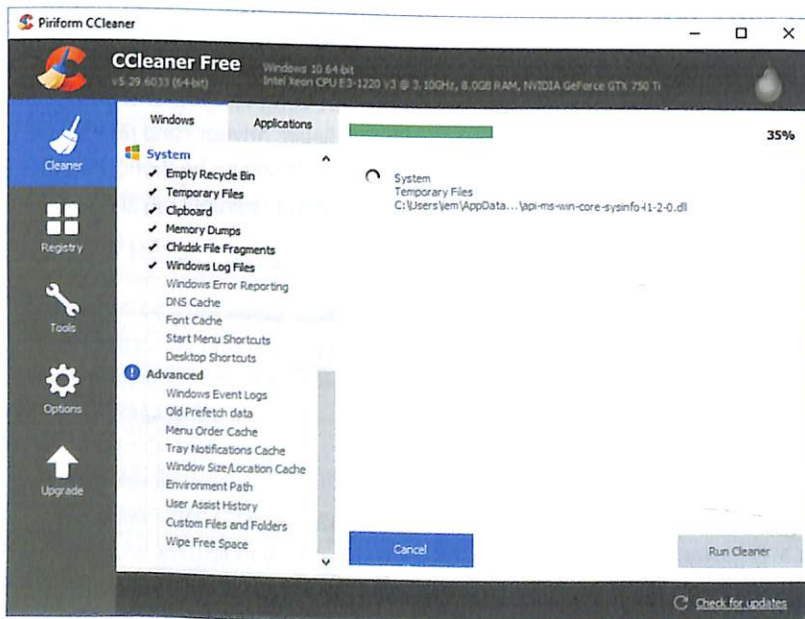 Piriform CCleaner
CCleaner Free
v5.29.6033 (64-bit)
Windows 10 64-bit
Intel Xeon CPU E3-1220 v3 @ 3.10GHz, 8.0GB RAM, NVIDIA GeForce GTX 750 Ti
Cleaner
Registry
Tools
Options
Upgrade
Windows
Applications
System
Empty Recycle Bin
Temporary Files
Clipboard
Memory Dumps
Chkdsk File Fragments
Windows Log Files
Windows Error Reporting
DNS Cache
Font Cache
Start Menu Shortcuts
Desktop Shortcuts
Advanced
Windows Event Logs
Old Prefetch data
Menu Order Cache
Tray Notifications Cache
Window Size/Location Cache
Environment Path
User Assist History
Custom Files and Folders
Wipe Free Space
35%
System
Temporary Files
C:\Users\jem\AppData...\api-ms-win-core-sysinfo-l1-2-0.dll
Cancel
Run Cleaner
Check for updates